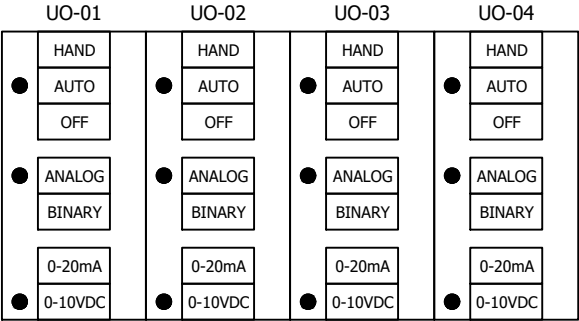 UO-01 UO-02 UO-03 UO-04
HAND HAND HAND HAND
AUTO AUTO AUTO AUTO
OFF OFF OFF OFF
ANALOG ANALOG ANALOG ANALOG
BINARY BINARY BINARY BINARY
0-20mA 0-20mA 0-20mA 0-20mA
0-10VDC 0-10VDC 0-10VDC 0-10VDC